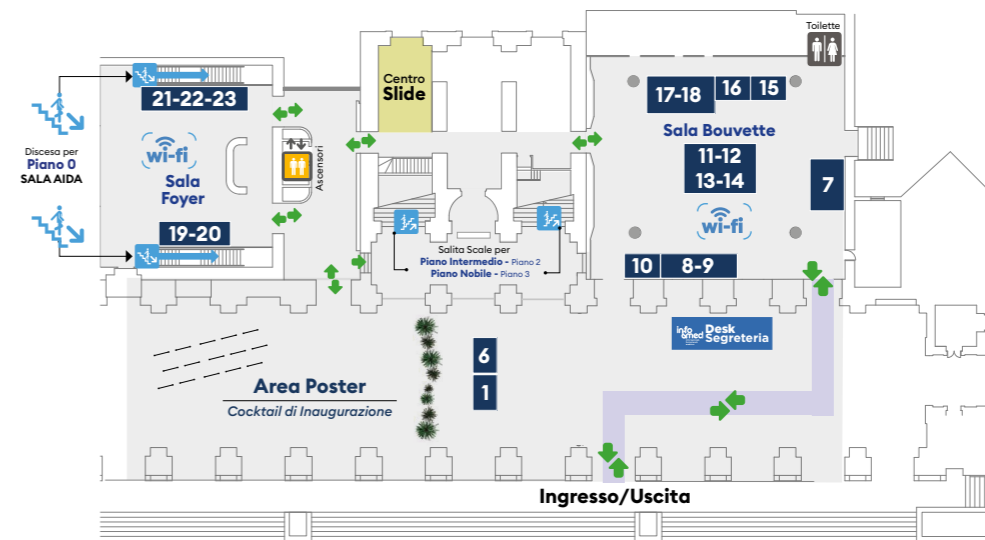 Toilette
Centro
Slide
21-22-23
17-18
16
15
Sala Bouvette
Discesa per
Piano 0
SALA AIDA
wi-fi
Ascensori
Sala
Foyer
11-12
13-14
7
wi-fi
19-20
Salita Scale per
Piano Intermedio - Piano 2
Piano Nobile - Piano 3
10
8-9
Desk
Segreteria
6
1
Area Poster
Cocktail di Inaugurazione
Ingresso/Uscita